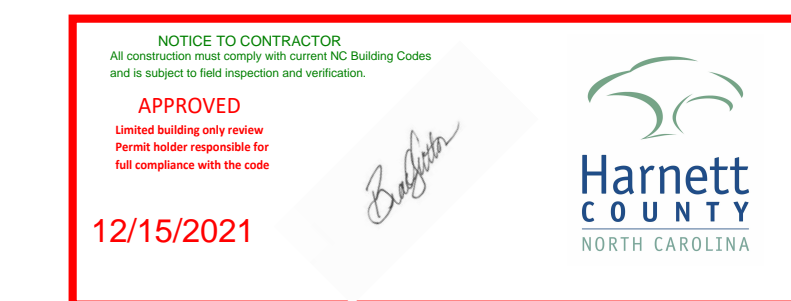 NOTICE TO CONTRACTOR
All construction must comply with current NC Building Codes
and is subject to field inspection and verification.
APPROVED
Limited building only review
Permit holder responsible for
full compliance with the code
12/15/2021
Brad Sutton
Harnett
COUNTY
NORTH CAROLINA